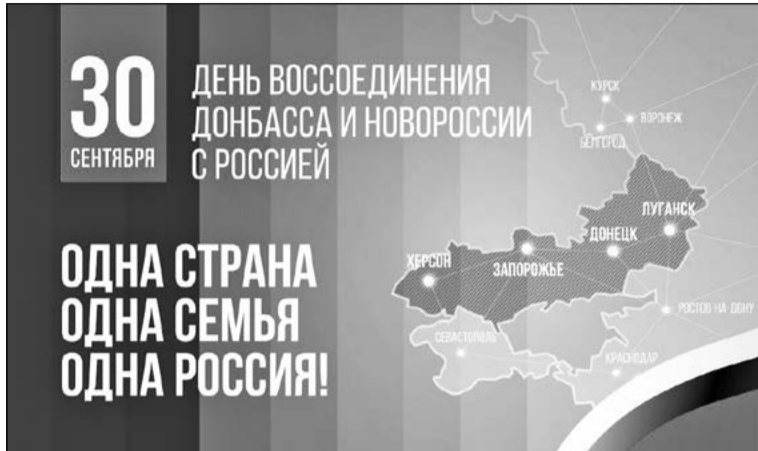 30
СЕНТЯБРЯ
ДЕНЬ ВОССОЕДИНЕНИЯ
ДОНБАССА И НОВОРОССИИ
С РОССИЕЙ
ОДНА СТРАНА
ОДНА СЕМЬЯ
ОДНА РОССИЯ!
КУРСК
ВОРОНЕЖ
БЕЛГОРОД
ЛУГАНСК
ДОНЕЦК
ЗАПОРОЖЬЕ
ХЕРСОН
РОСТОВ-НА-ДОНУ
СЕВАСТОПОЛЬ
КРАСНОДАР